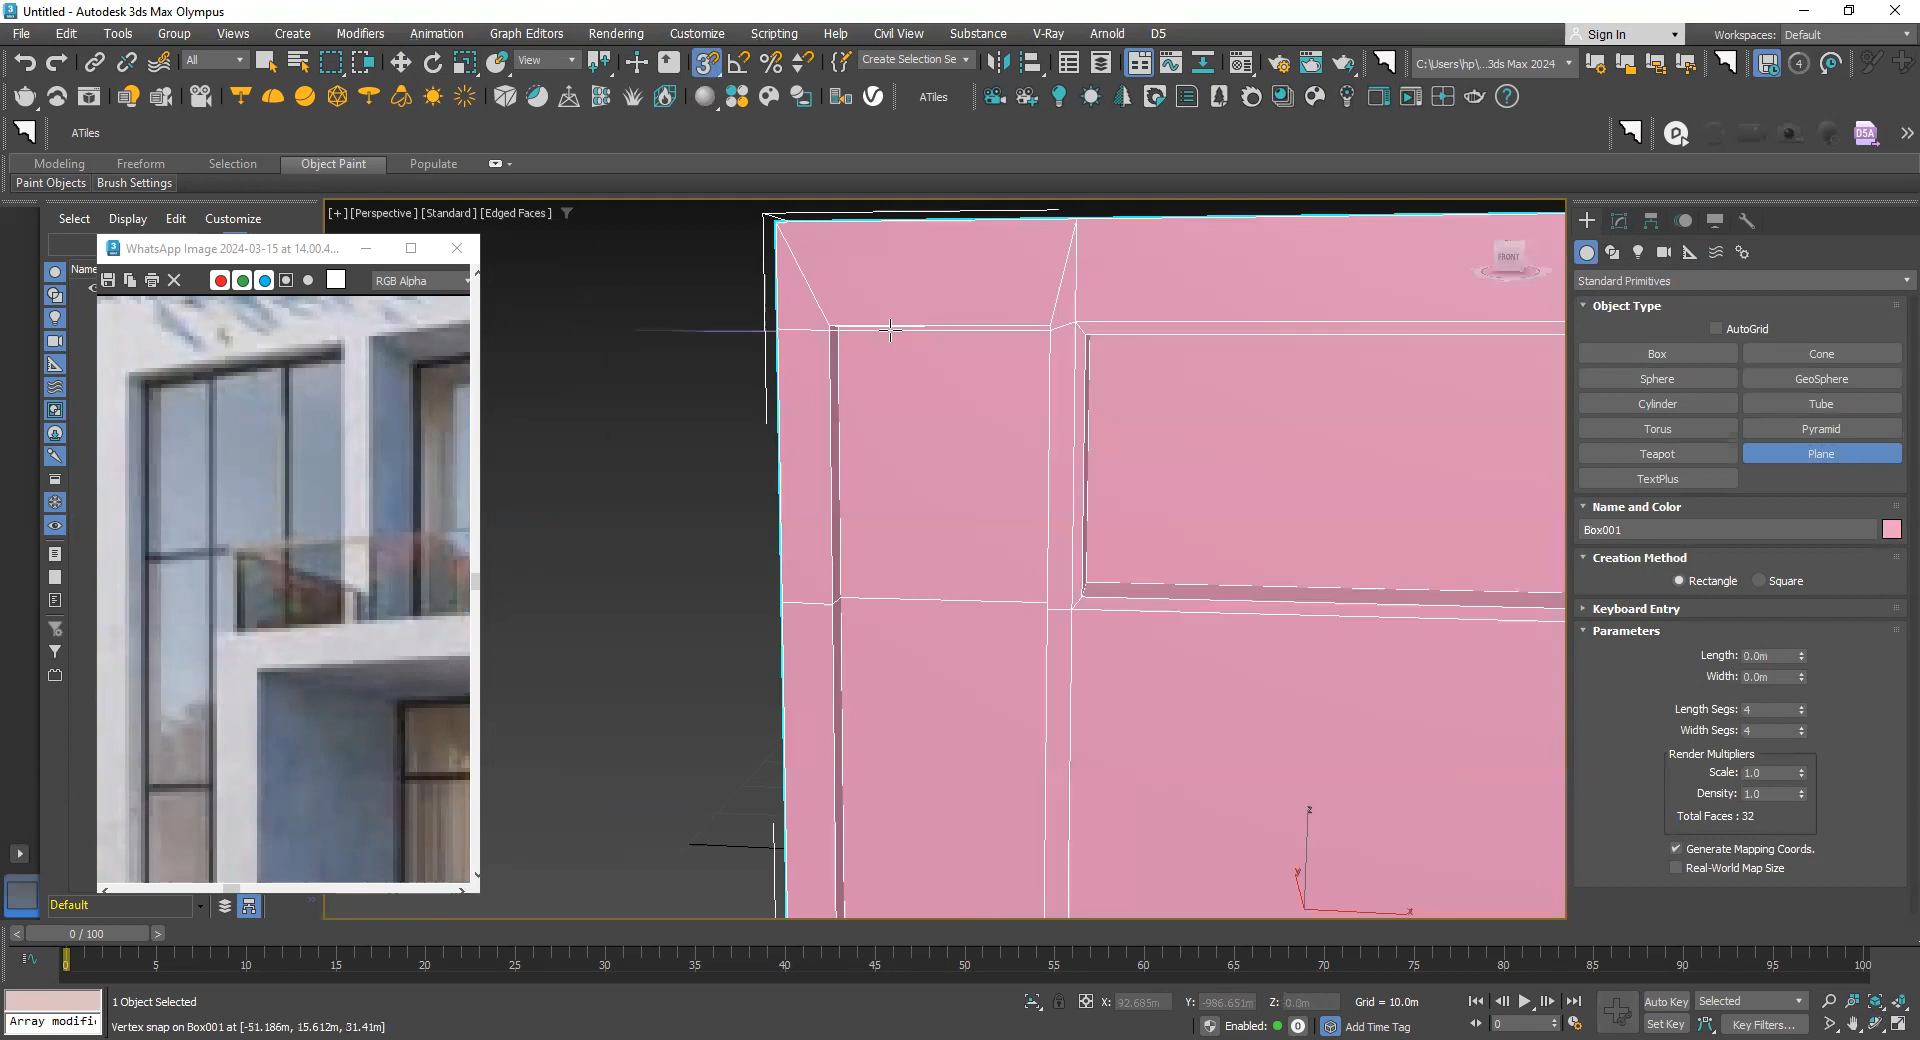 Untitled - Autodesk 3ds Max Olympus
File Edit Tools Group Views Create Modifiers Animation Graph Editors Rendering Customize Scripting Help Civil View Substance V-Ray Arnold D5
Sign In
Workspaces: Default
All
View
Create Selection Se
C:\Users\hp\...3ds Max 2024
4
ATiles
ATiles
D5A
Modeling Freeform Selection Object Paint Populate
Paint Objects Brush Settings
Select Display Edit Customize
[+] [Perspective ] [Standard ] [Edged Faces ]
WhatsApp Image 2024-03-15 at 14.00.4...
Name
RGB Alpha
FRONT
Standard Primitives
Object Type
AutoGrid
Box Cone
Sphere GeoSphere
Cylinder Tube
Torus Pyramid
Teapot Plane
TextPlus
Name and Color
Box001
Creation Method
Rectangle Square
Keyboard Entry
Parameters
Length: 0.0m
Width: 0.0m
Length Segs: 4
Width Segs: 4
Render Multipliers
Scale: 1.0
Density: 1.0
Total Faces : 32
Generate Mapping Coords.
Real-World Map Size
z
y
x
Default
0 / 100
0 5 10 15 20 25 30 35 40 45 50 55 60 65 70 75 80 85 90 95 100
1 Object Selected
X: 92.685m Y: -986.651m Z: 0.0m Grid = 10.0m
Auto Key Selected
Array modifi
Vertex snap on Box001 at [-51.186m, 15.612m, 31.41m]
Enabled: 0 Add Time Tag
0
Set Key Key Filters...